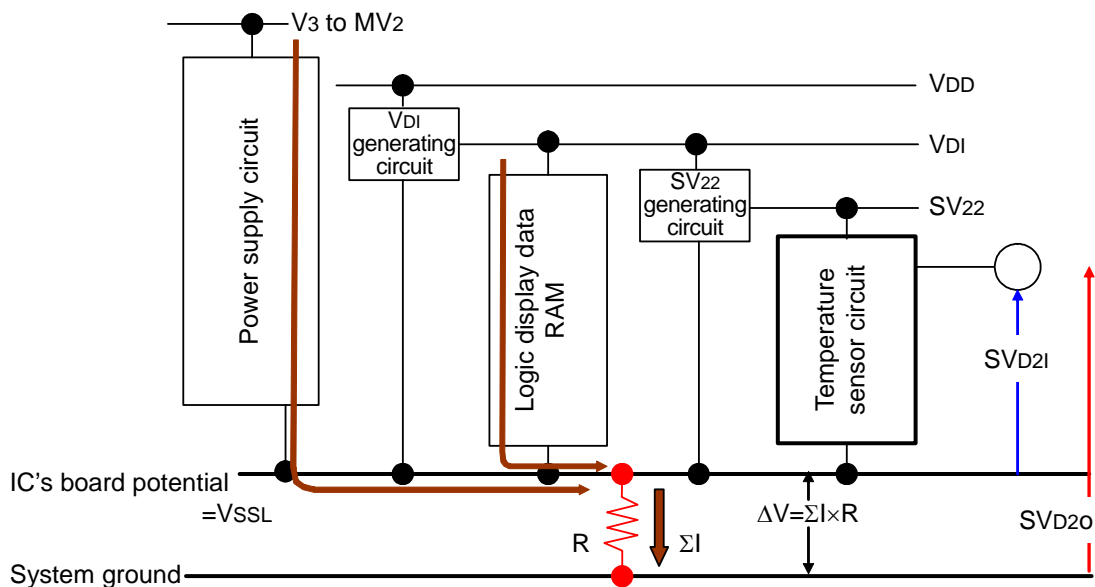 V3 to MV2
VDD
VDI
generating
circuit
VDI
SV22
generating
circuit
SV22
Power supply circuit
Logic display data
RAM
Temperature
sensor circuit
SVD2I
IC's board potential
=VSSL
R
ΣI
ΔV=ΣI×R
SVD2O
System ground